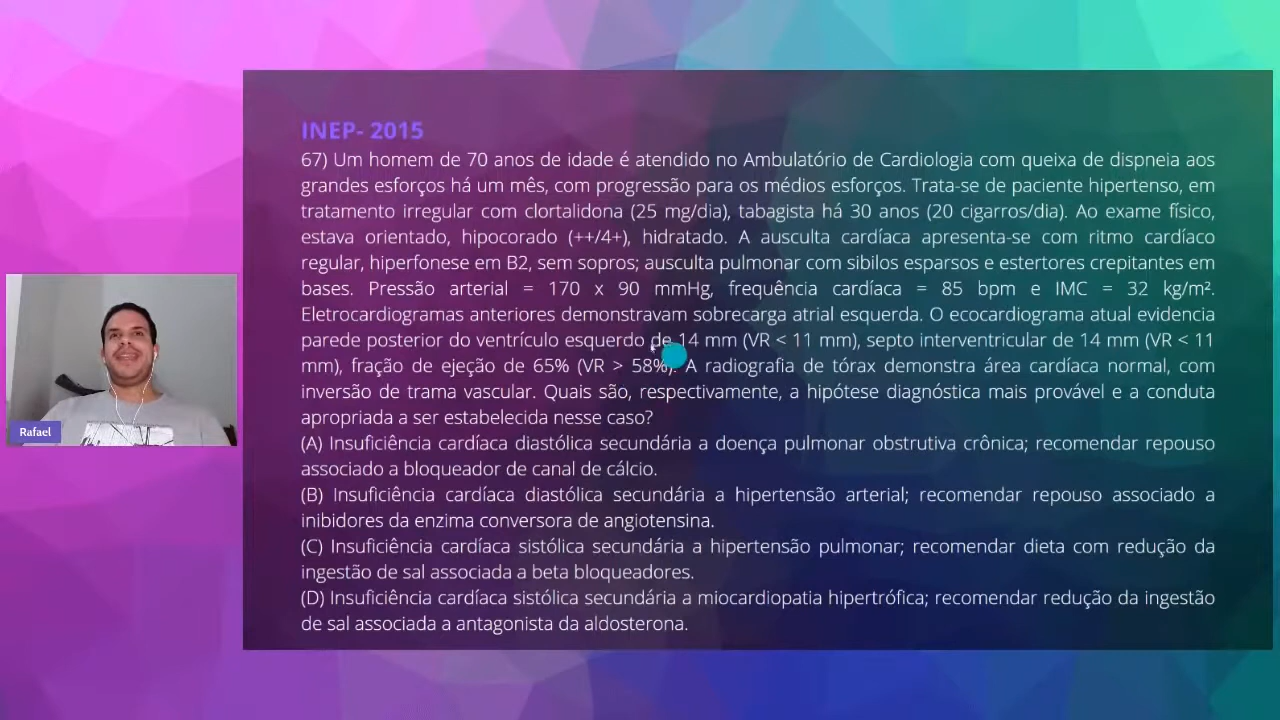 INEP- 2015
67) Um homem de 70 anos de idade é atendido no Ambulatório de Cardiologia com queixa de dispneia aos
grandes esforços há um mês, com progressão para os médios esforços. Trata-se de paciente hipertenso, em
tratamento irregular com clortalidona (25 mg/dia), tabagista há 30 anos (20 cigarros/dia). Ao exame físico,
estava orientado, hipocorado (++/4+), hidratado. A ausculta cardíaca apresenta-se com ritmo cardíaco
regular, hiperfonese em B2, sem sopros; ausculta pulmonar com sibilos esparsos e estertores crepitantes em
bases. Pressão arterial = 170 x 90 mmHg, frequência cardíaca = 85 bpm e IMC = 32 kg/m².
Eletrocardiogramas anteriores demonstravam sobrecarga atrial esquerda. O ecocardiograma atual evidencia
parede posterior do ventrículo esquerdo de 14 mm (VR < 11 mm), septo interventricular de 14 mm (VR < 11
mm), fração de ejeção de 65% (VR > 58%). A radiografia de tórax demonstra área cardíaca normal, com
inversão de trama vascular. Quais são, respectivamente, a hipótese diagnóstica mais provável e a conduta
apropriada a ser estabelecida nesse caso?
(A) Insuficiência cardíaca diastólica secundária a doença pulmonar obstrutiva crônica; recomendar repouso
associado a bloqueador de canal de cálcio.
(B) Insuficiência cardíaca diastólica secundária a hipertensão arterial; recomendar repouso associado a
inibidores da enzima conversora de angiotensina.
(C) Insuficiência cardíaca sistólica secundária a hipertensão pulmonar; recomendar dieta com redução da
ingestão de sal associada a beta bloqueadores.
(D) Insuficiência cardíaca sistólica secundária a miocardiopatia hipertrófica; recomendar redução da ingestão
de sal associada a antagonista da aldosterona.
Rafael